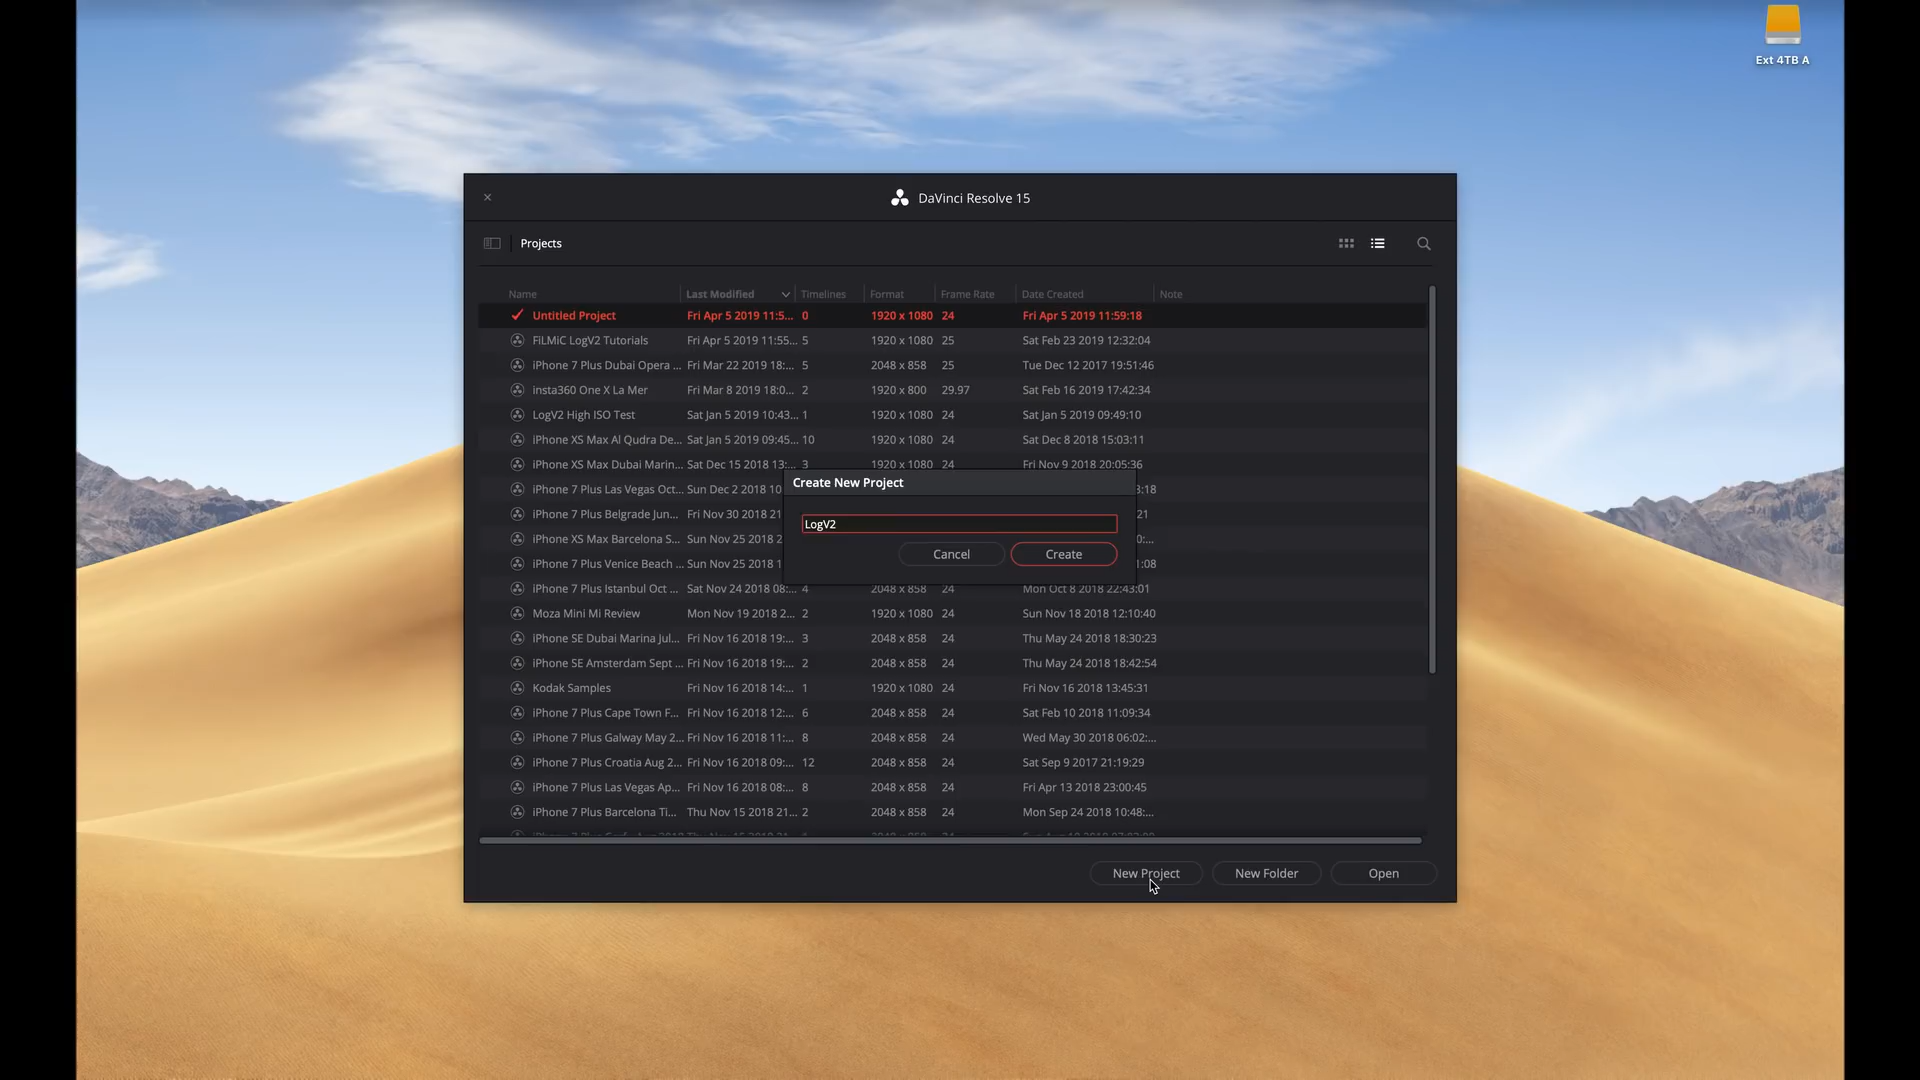 Ext 4TB A
DaVinci Resolve 15
Projects
Name Last Modified Timelines Format Frame Rate Date Created Note
Untitled Project Fri Apr 5 2019 11:5... 0 1920 x 1080 24 Fri Apr 5 2019 11:59:18
FiLMiC LogV2 Tutorials Fri Apr 5 2019 11:55... 5 1920 x 1080 25 Sat Feb 23 2019 12:32:04
iPhone 7 Plus Dubai Opera ... Fri Mar 22 2019 18:... 5 2048 x 858 25 Tue Dec 12 2017 19:51:46
insta360 One X La Mer Fri Mar 8 2019 18:0... 2 1920 x 800 29.97 Sat Feb 16 2019 17:42:34
LogV2 High ISO Test Sat Jan 5 2019 10:43... 1 1920 x 1080 24 Sat Jan 5 2019 09:49:10
iPhone XS Max Al Qudra De... Sat Jan 5 2019 09:45... 10 1920 x 1080 24 Sat Dec 8 2018 15:03:11
iPhone XS Max Dubai Marin... Sat Dec 15 2018 13:... 3 1920 x 1080 24 Fri Nov 9 2018 20:05:36
iPhone 7 Plus Las Vegas Oct... Sun Dec 2 2018 10 :18
iPhone 7 Plus Belgrade Jun... Fri Nov 30 2018 21 21
iPhone XS Max Barcelona S... Sun Nov 25 2018 2 0:...
iPhone 7 Plus Venice Beach ... Sun Nov 25 2018 1 1:08
Create New Project
LogV2
Cancel Create
iPhone 7 Plus Istanbul Oct ... Sat Nov 24 2018 08:... 4 2048 x 858 24 Mon Oct 8 2018 22:43:01
Moza Mini Mi Review Mon Nov 19 2018 2... 2 1920 x 1080 24 Sun Nov 18 2018 12:10:40
iPhone SE Dubai Marina Jul... Fri Nov 16 2018 19:... 3 2048 x 858 24 Thu May 24 2018 18:30:23
iPhone SE Amsterdam Sept ... Fri Nov 16 2018 19:... 2 2048 x 858 24 Thu May 24 2018 18:42:54
Kodak Samples Fri Nov 16 2018 14:... 1 1920 x 1080 24 Fri Nov 16 2018 13:45:31
iPhone 7 Plus Cape Town F... Fri Nov 16 2018 12:... 6 2048 x 858 24 Sat Feb 10 2018 11:09:34
iPhone 7 Plus Galway May 2... Fri Nov 16 2018 11:... 8 2048 x 858 24 Wed May 30 2018 06:02:...
iPhone 7 Plus Croatia Aug 2... Fri Nov 16 2018 09:... 12 2048 x 858 24 Sat Sep 9 2017 21:19:29
iPhone 7 Plus Las Vegas Ap... Fri Nov 16 2018 08:... 8 2048 x 858 24 Fri Apr 13 2018 23:00:45
iPhone 7 Plus Barcelona Ti... Thu Nov 15 2018 21... 2 2048 x 858 24 Mon Sep 24 2018 10:48:...
New Project New Folder Open